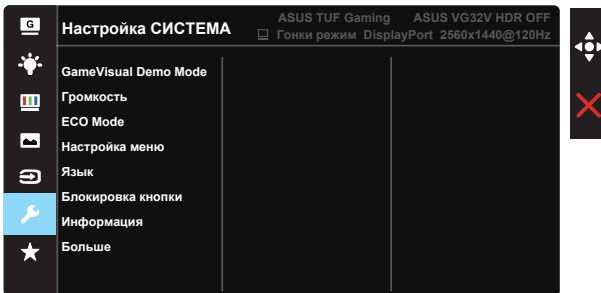 G
Настройка СИСТЕМА
ASUS TUF Gaming ASUS VG32V HDR OFF
Гонки режим DisplayPort 2560x1440@120Hz
GameVisual Demo Mode
Громкость
ECO Mode
Настройка меню
Язык
Блокировка кнопки
Информация
Больше